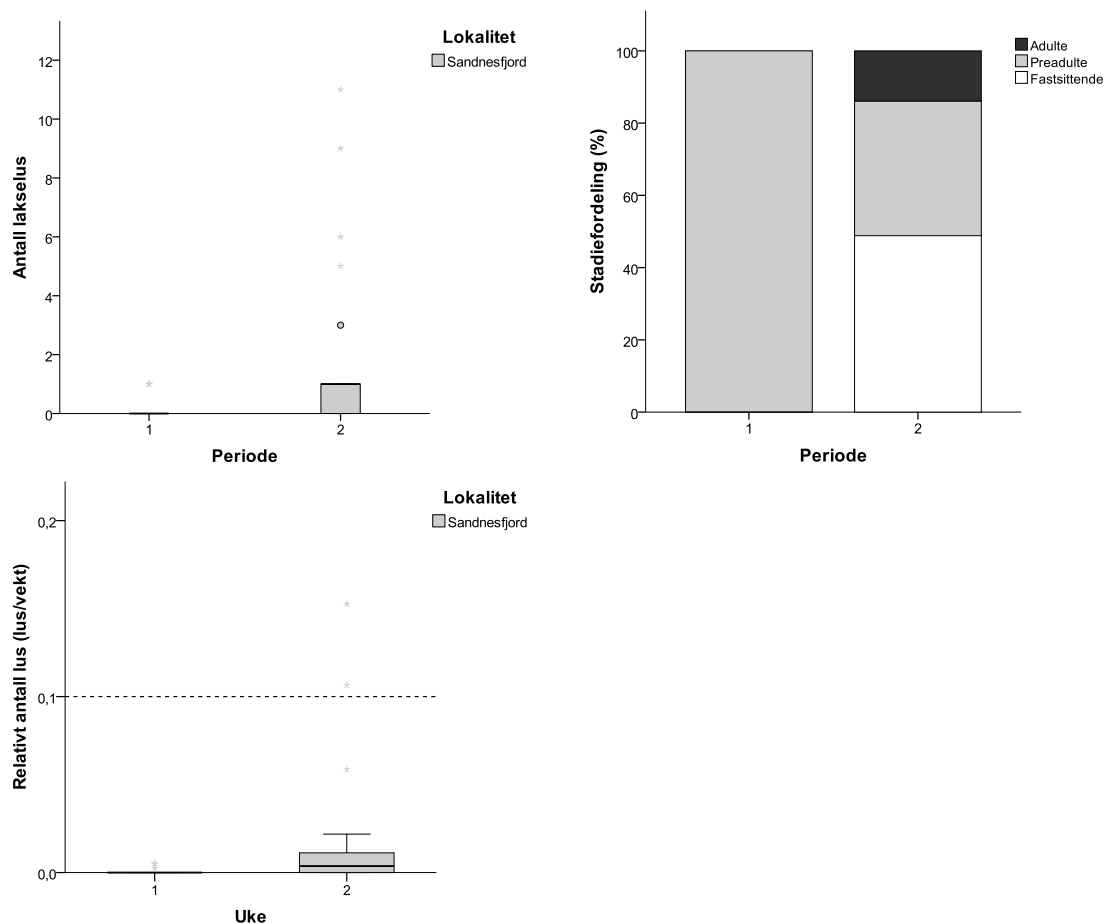 Lokalitet
Sandnesfjord
Antall lakselus
12
10
8
6
4
2
0
1
2
Periode
Adulte
Preadulte
Fastsittende
Stadiefordeling (%)
100
80
60
40
20
0
1
2
Periode
Lokalitet
Sandnesfjord
Relativt antall lus (lus/vekt)
0,2
0,1
0,0
1
2
Uke